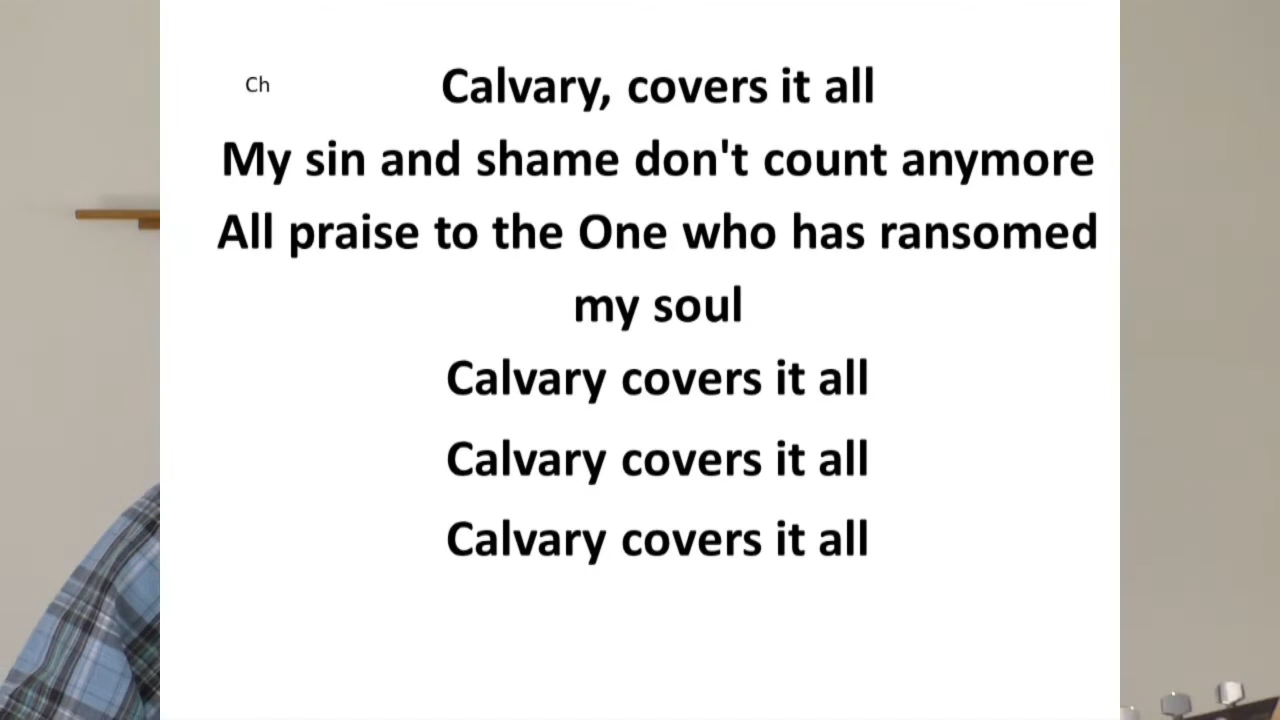 Ch
Calvary, covers it all
My sin and shame don't count anymore
All praise to the One who has ransomed
my soul
Calvary covers it all
Calvary covers it all
Calvary covers it all